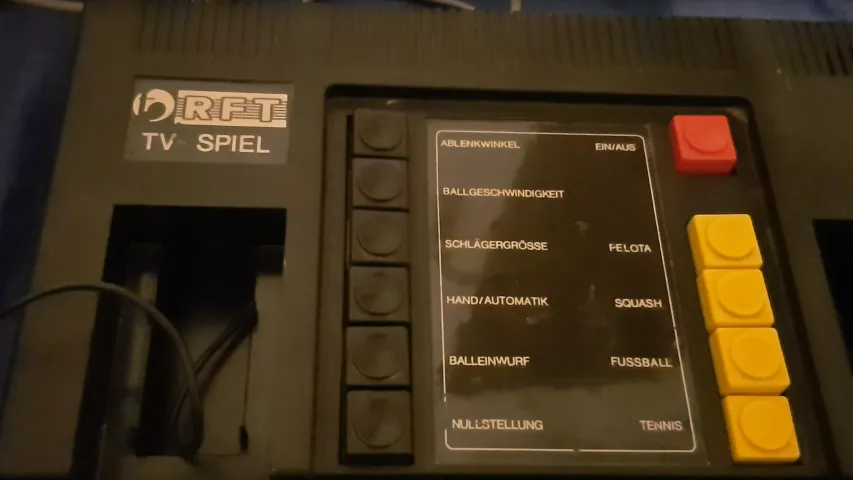 RFT
TV SPIEL
ABLENKWINKEL EIN/AUS
BALLGESCHWINDIGKEIT
SCHLÄGERGRÖSSE PELOTA
HAND/AUTOMATIK SQUASH
BALLEINWURF FUSSBALL
NULLSTELLUNG TENNIS